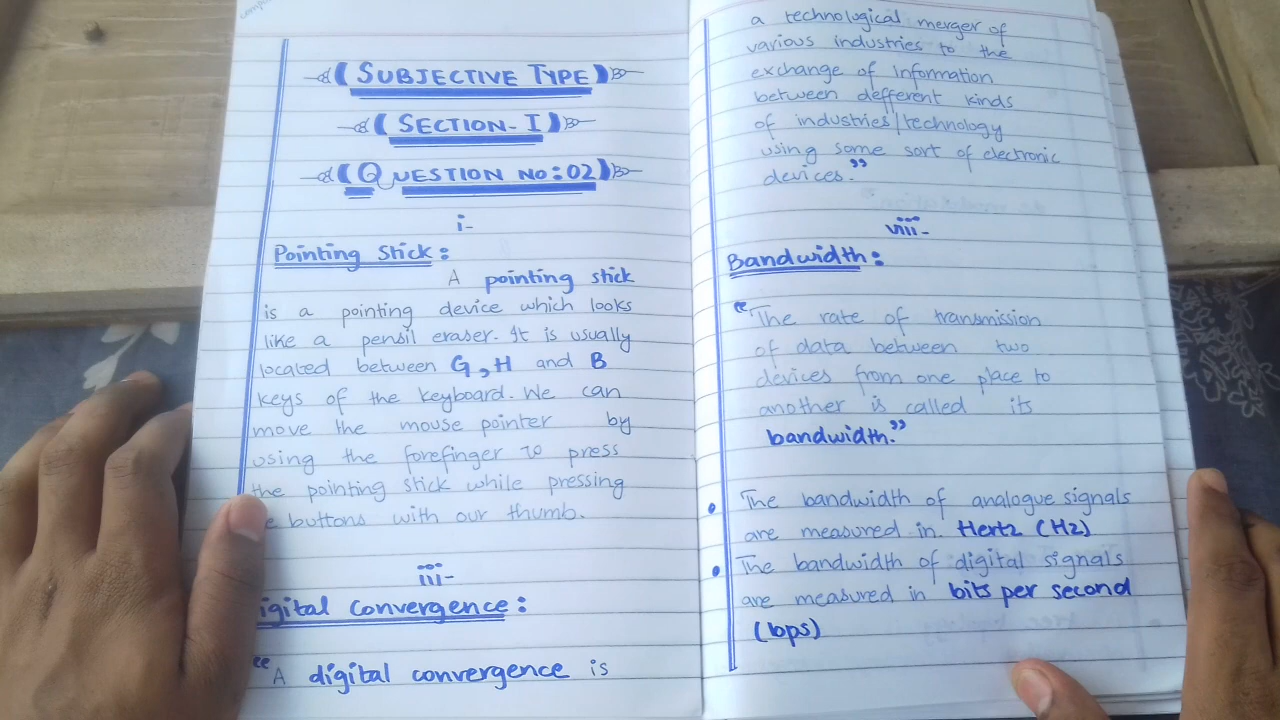 SUBJECTIVE TYPE
SECTION-I
QUESTION NO:02
i-
Pointing Stick:
A pointing stick
is a pointing device which looks
like a pensil eraser. It is usually
located between G,H and B
keys of the keyboard. We can
move the mouse pointer by
using the forefinger to press
the pointing stick while pressing
e buttons with our thumb.
iii-
igital Convergence:
"A digital convergence is
a technological merger of
various industries to the
exchange of Information
between defferent kinds
of industries/technology
using some sort of electronic
devices."
viii-
Bandwidth:
"The rate of transmission
of data between two
devices from one place to
another is called its
bandwidth."
• The bandwidth of analogue signals
are measured in Hertz (Hz)
• The bandwidth of digital signals
are measured in bits per second
(bps)